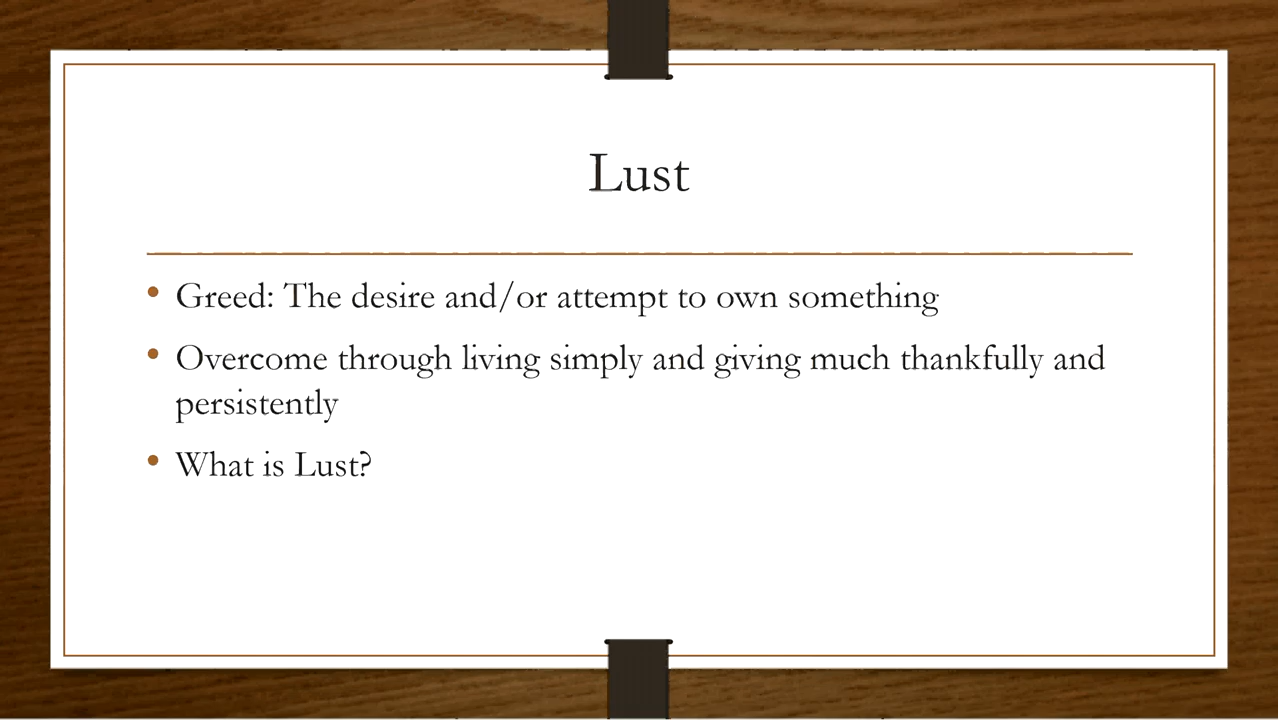 Lust
• Greed: The desire and/or attempt to own something
• Overcome through living simply and giving much thankfully and
persistently
• What is Lust?